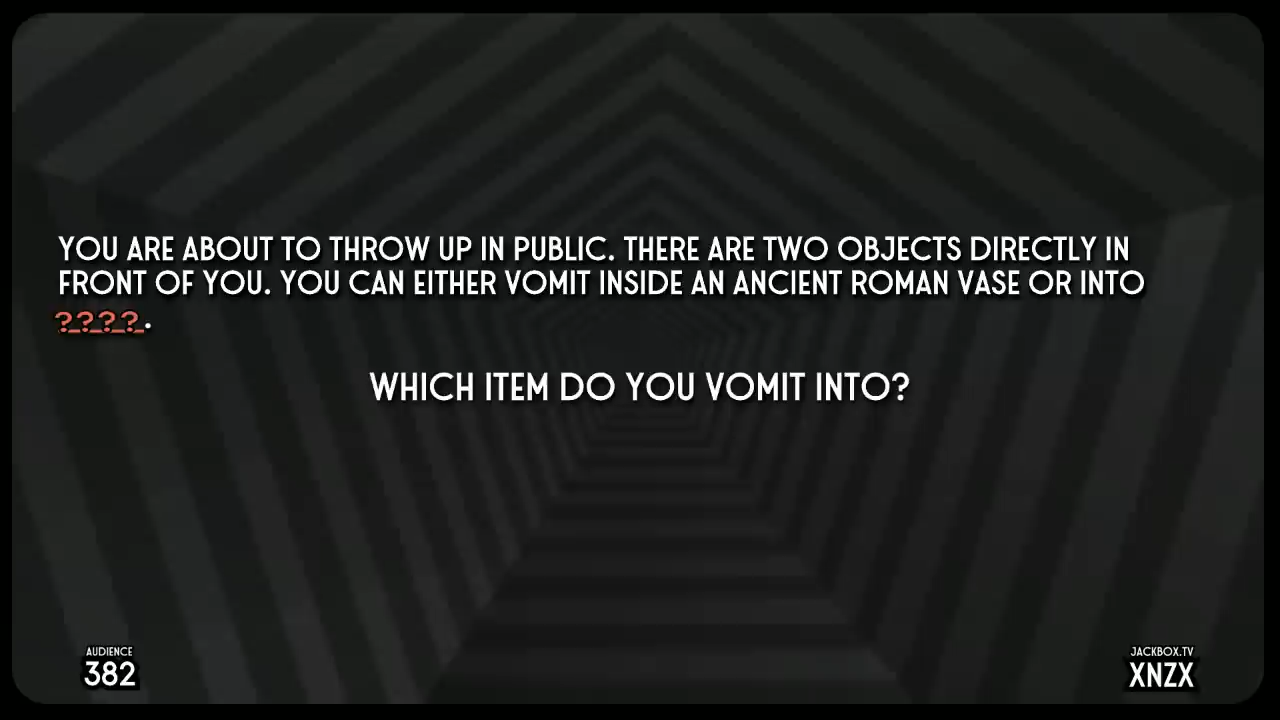 YOU ARE ABOUT TO THROW UP IN PUBLIC. THERE ARE TWO OBJECTS DIRECTLY IN
FRONT OF YOU. YOU CAN EITHER VOMIT INSIDE AN ANCIENT ROMAN VASE OR INTO
????.
WHICH ITEM DO YOU VOMIT INTO?
AUDIENCE
382
JACKBOX.TV
XNZX